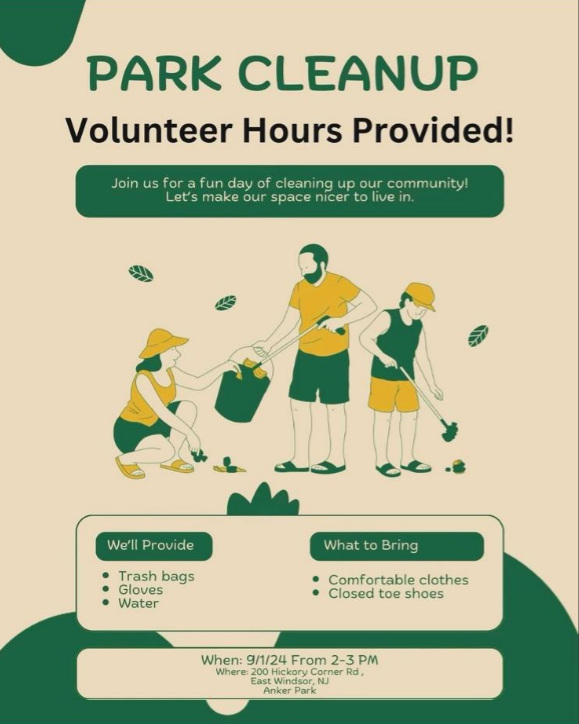 PARK CLEANUP
Volunteer Hours Provided!
Join us for a fun day of cleaning up our community!
Let's make our space nicer to live in.
We'll Provide
Trash bags
Gloves
Water
What to Bring
Comfortable clothes
Closed toe shoes
When: 9/1/24 From 2-3 PM
Where: 200 Hickory Corner Rd ,
East Windsor, NJ
Anker Park